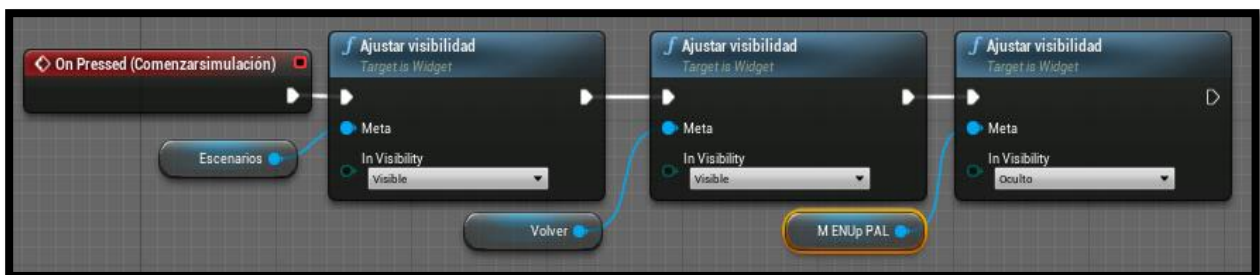 On Pressed (Comenzarsimulación)
Ajustar visibilidad
Target is Widget
Meta
In Visibility
Visible
Escenarios
Ajustar visibilidad
Target is Widget
Meta
In Visibility
Visible
Volver
Ajustar visibilidad
Target is Widget
Meta
In Visibility
Oculto
M ENUp PAL